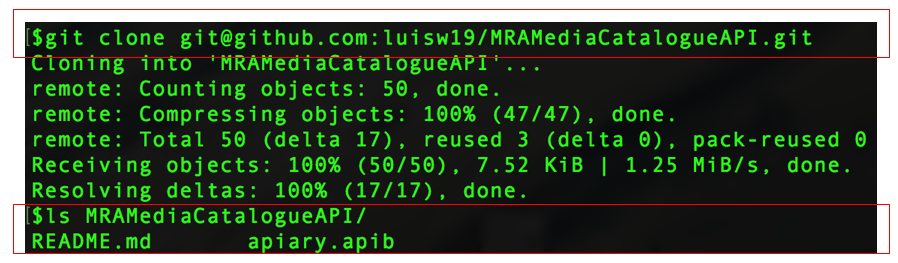 $git clone git@github.com:luisw19/MRAMediaCatalogueAPI.git
Cloning into 'MRAMediaCatalogueAPI'...
remote: Counting objects: 50, done.
remote: Compressing objects: 100% (47/47), done.
remote: Total 50 (delta 17), reused 3 (delta 0), pack-reused 0
Receiving objects: 100% (50/50), 7.52 KiB | 1.25 MiB/s, done.
Resolving deltas: 100% (17/17), done.
$ls MRAMediaCatalogueAPI/
README.md apiary.apib